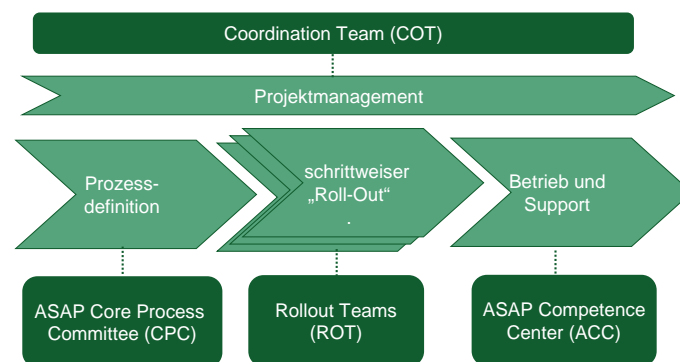 Coordination Team (COT)
Projektmanagement
Prozess-
definition
schrittweiser
„Roll-Out“
.
Betrieb und
Support
ASAP Core Process
Committee (CPC)
Rollout Teams
(ROT)
ASAP Competence
Center (ACC)